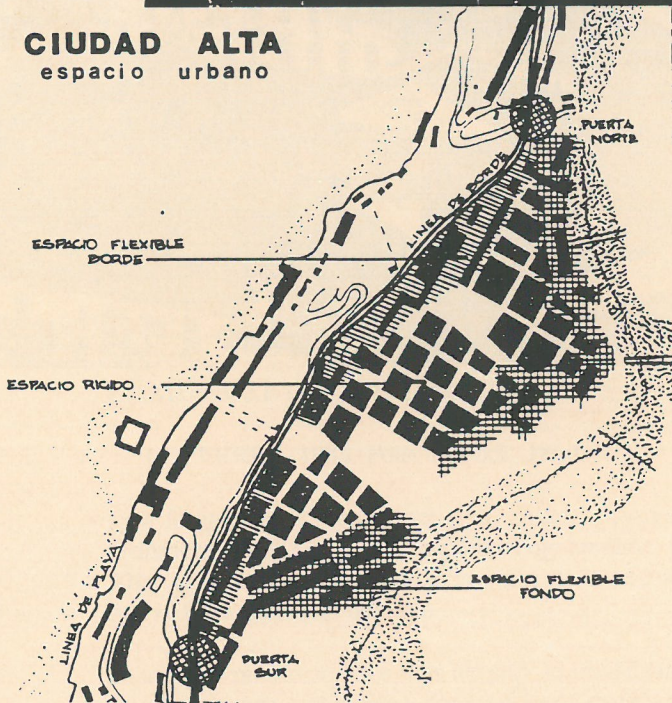 CIUDAD ALTA
espacio urbano
PUERTA
NORTE
LINEA DE BORDE
ESPACIO FLEXIBLE
BORDE
ESPACIO RIGIDO
ESPACIO FLEXIBLE
FONDO
LINEA DE PLAYA
PUERTA
SUR